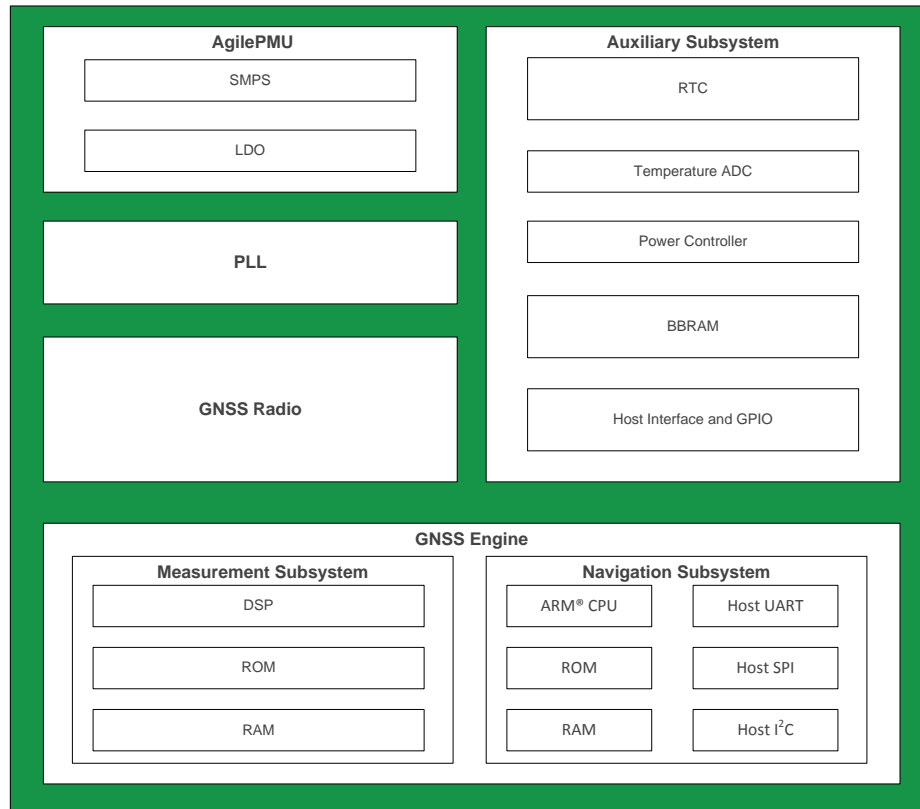 AgilePMU
SMPS
LDO
PLL
GNSS Radio
Auxiliary Subsystem
RTC
Temperature ADC
Power Controller
BBRAM
Host Interface and GPIO
GNSS Engine
Measurement Subsystem
DSP
ROM
RAM
Navigation Subsystem
ARM® CPU
Host UART
ROM
Host SPI
RAM
Host I²C